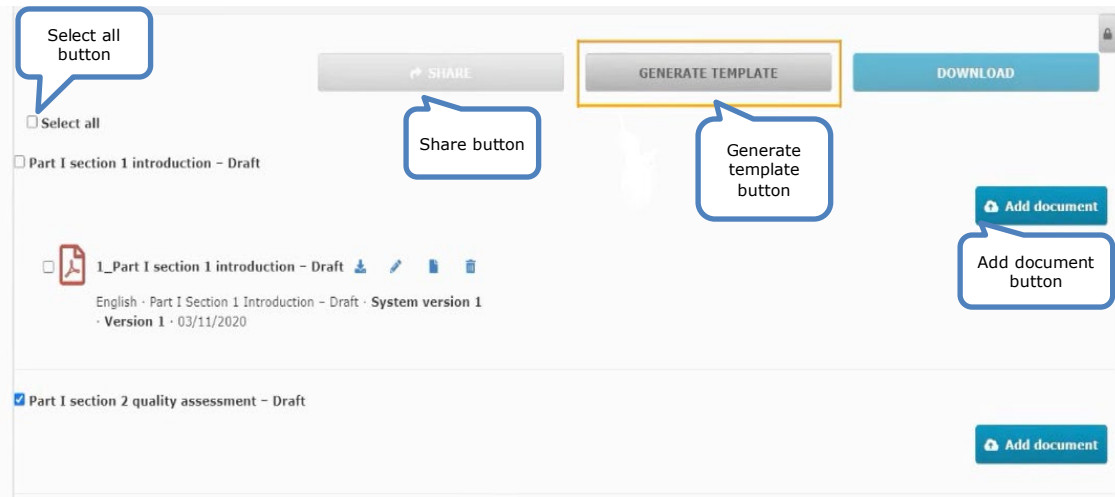 Select all
button
SHARE
GENERATE TEMPLATE
DOWNLOAD
Select all
Share button
Generate
template
button
Part I section 1 introduction – Draft
Add document
Add document
button
1_Part I section 1 introduction – Draft
English · Part I Section 1 Introduction – Draft · System version 1
· Version 1 · 03/11/2020
Part I section 2 quality assessment – Draft
Add document